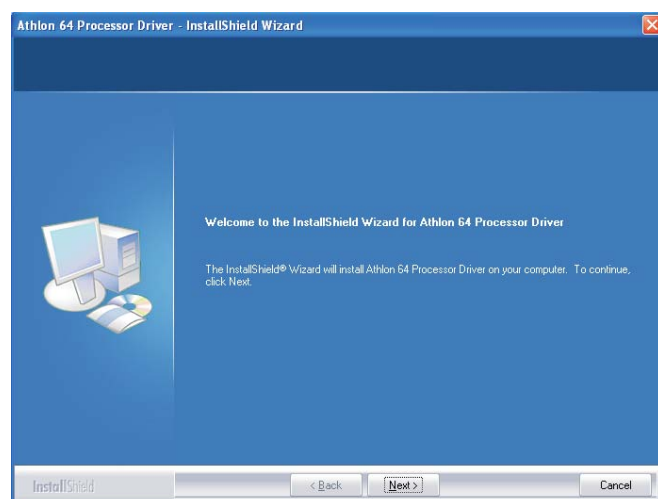 Athlon 64 Processor Driver - InstallShield Wizard
Welcome to the InstallShield Wizard for Athlon 64 Processor Driver
The InstallShield® Wizard will install Athlon 64 Processor Driver on your computer. To continue,
click Next.
InstallShield
< Back
Next >
Cancel